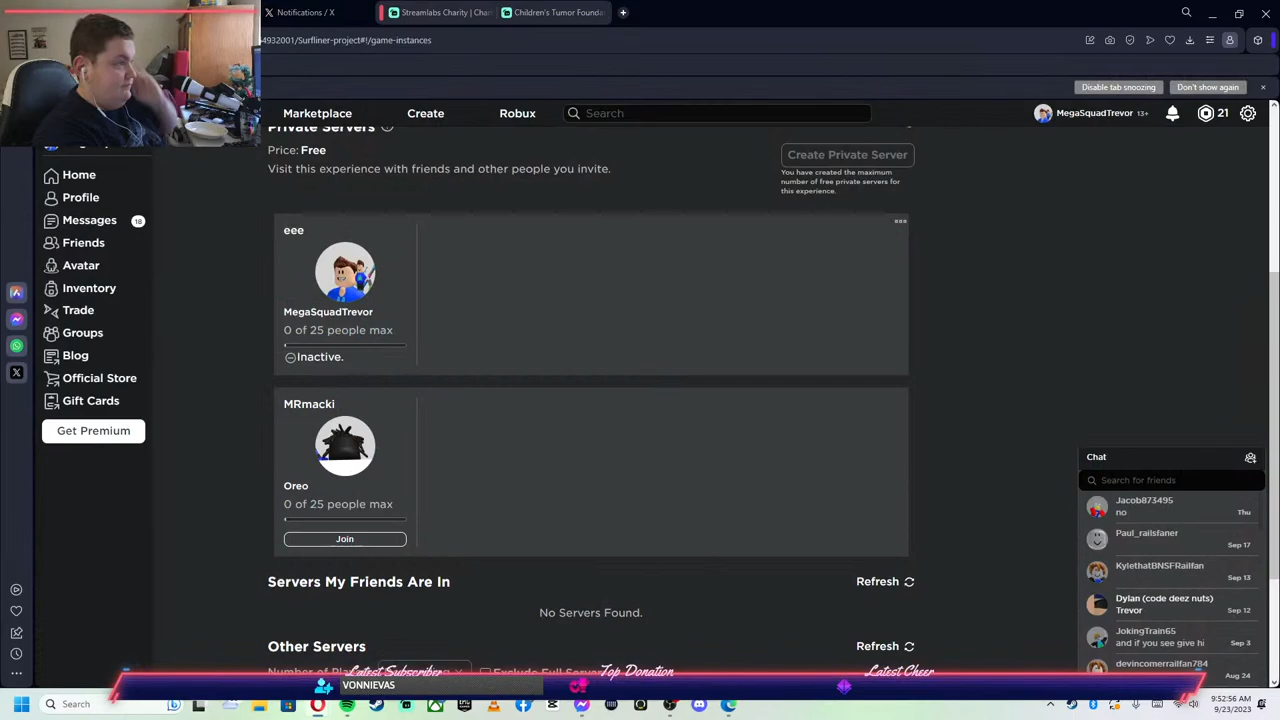 Notifications / X
Streamlabs Charity | Char
Children's Tumor Founda
54932001/Surfliner-project#!/game-instances
Disable tab snoozing
Don't show again
Marketplace
Create
Robux
Search
MegaSquadTrevor 13+
21
Private Servers
Price: Free
Visit this experience with friends and other people you invite.
Create Private Server
You have created the maximum
number of free private servers for
this experience.
Home
Profile
Messages 18
Friends
Avatar
Inventory
Trade
Groups
Blog
Official Store
Gift Cards
Get Premium
eee
MegaSquadTrevor
0 of 25 people max
Inactive.
MRmacki
Oreo
0 of 25 people max
Join
Servers My Friends Are In
Refresh
No Servers Found.
Other Servers
Refresh
Exclude Full Server
Chat
Search for friends
Jacob873495
no
Thu
Paul_railsfaner
Sep 17
KylethatBNSFRailfan
Sep 13
Dylan (code deez nuts)
Trevor
Sep 12
JokingTrain65
and if you see give hi
Sep 3
devincomerrailfan784
Aug 24
Latest Subscriber
VONNIEVAS
Top Donation
Latest Cheer
Search
9:52:56 AM
9/23/2023